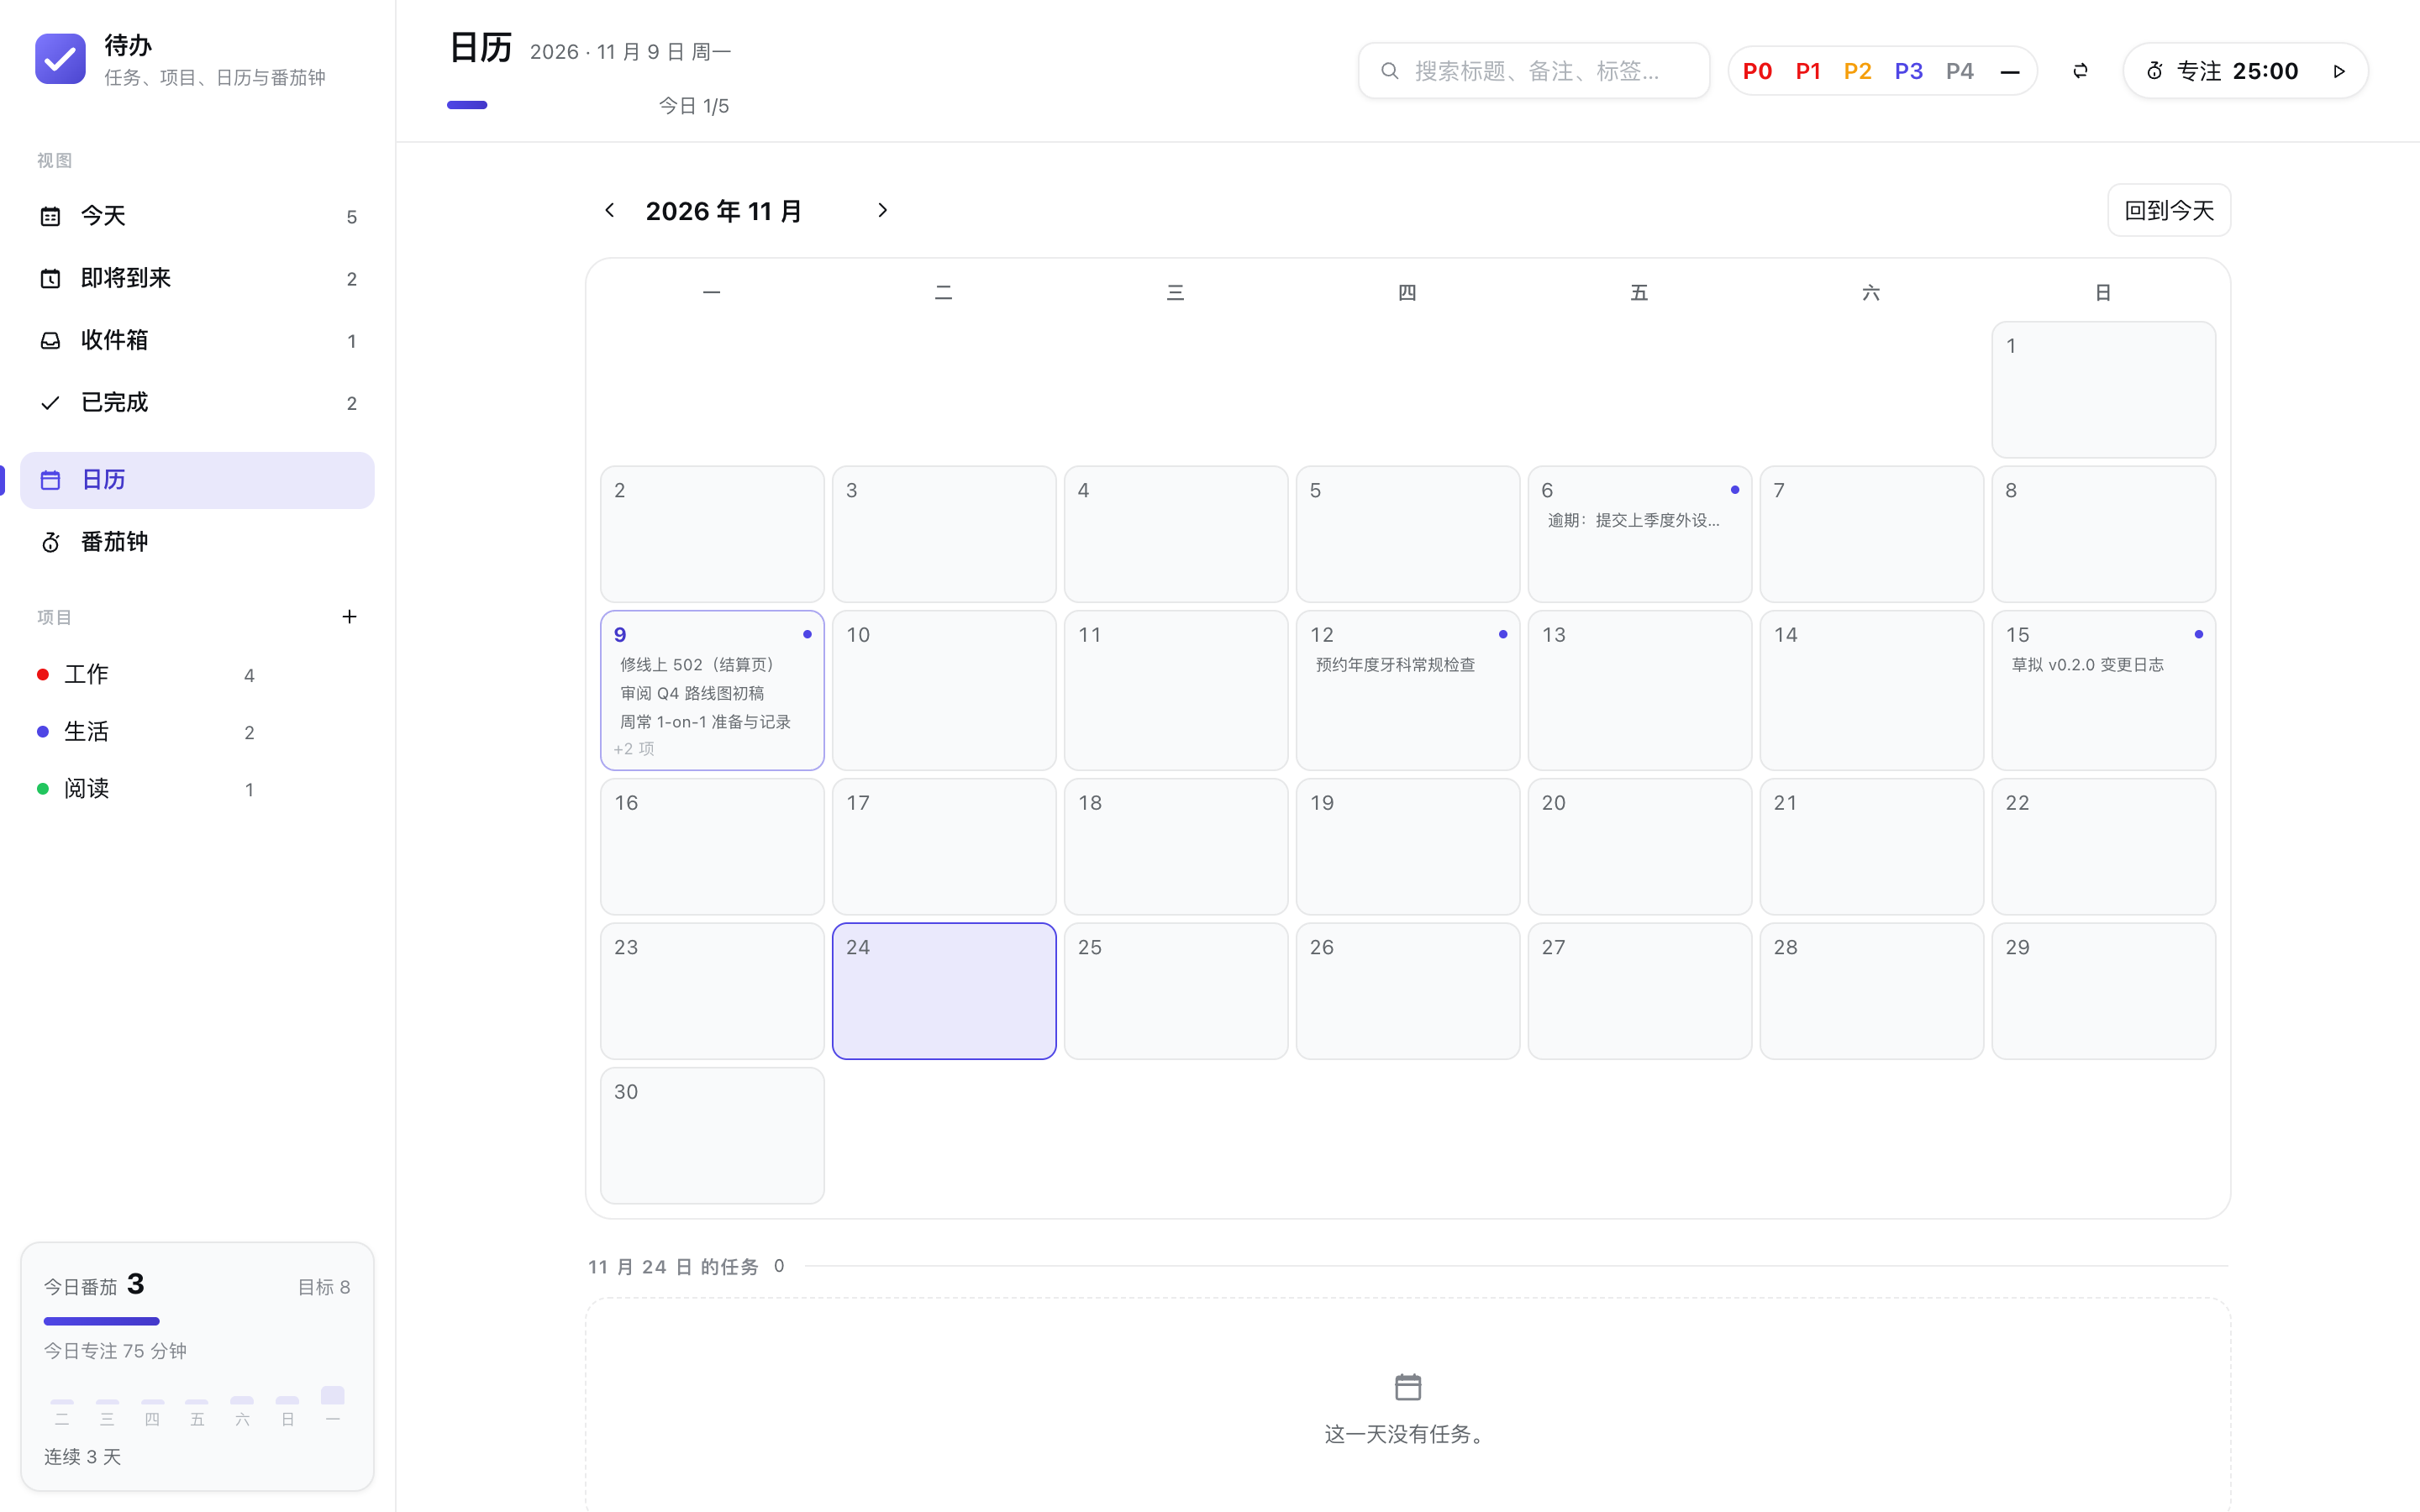 待办
任务、项目、日历与番茄钟
视图
今天 5
即将到来 2
收件箱 1
已完成 2
日历
番茄钟
项目 +
工作 4
生活 2
阅读 1
今日番茄 3 目标 8
今日专注 75 分钟
二 三 四 五 六 日 一
连续 3 天
日历 2026 · 11 月 9 日 周一
今日 1/5
搜索标题、备注、标签...
P0 P1 P2 P3 P4 —
专注 25:00
2026 年 11 月
回到今天
一 二 三 四 五 六 日
1
2 3 4 5 6 7 8
逾期：提交上季度外设...
9 10 11 12 13 14 15
修线上 502（结算页） 预约年度牙科常规检查 草拟 v0.2.0 变更日志
审阅 Q4 路线图初稿
周常 1-on-1 准备与记录
+2 项
16 17 18 19 20 21 22
23 24 25 26 27 28 29
30
11 月 24 日 的任务 0
这一天没有任务。